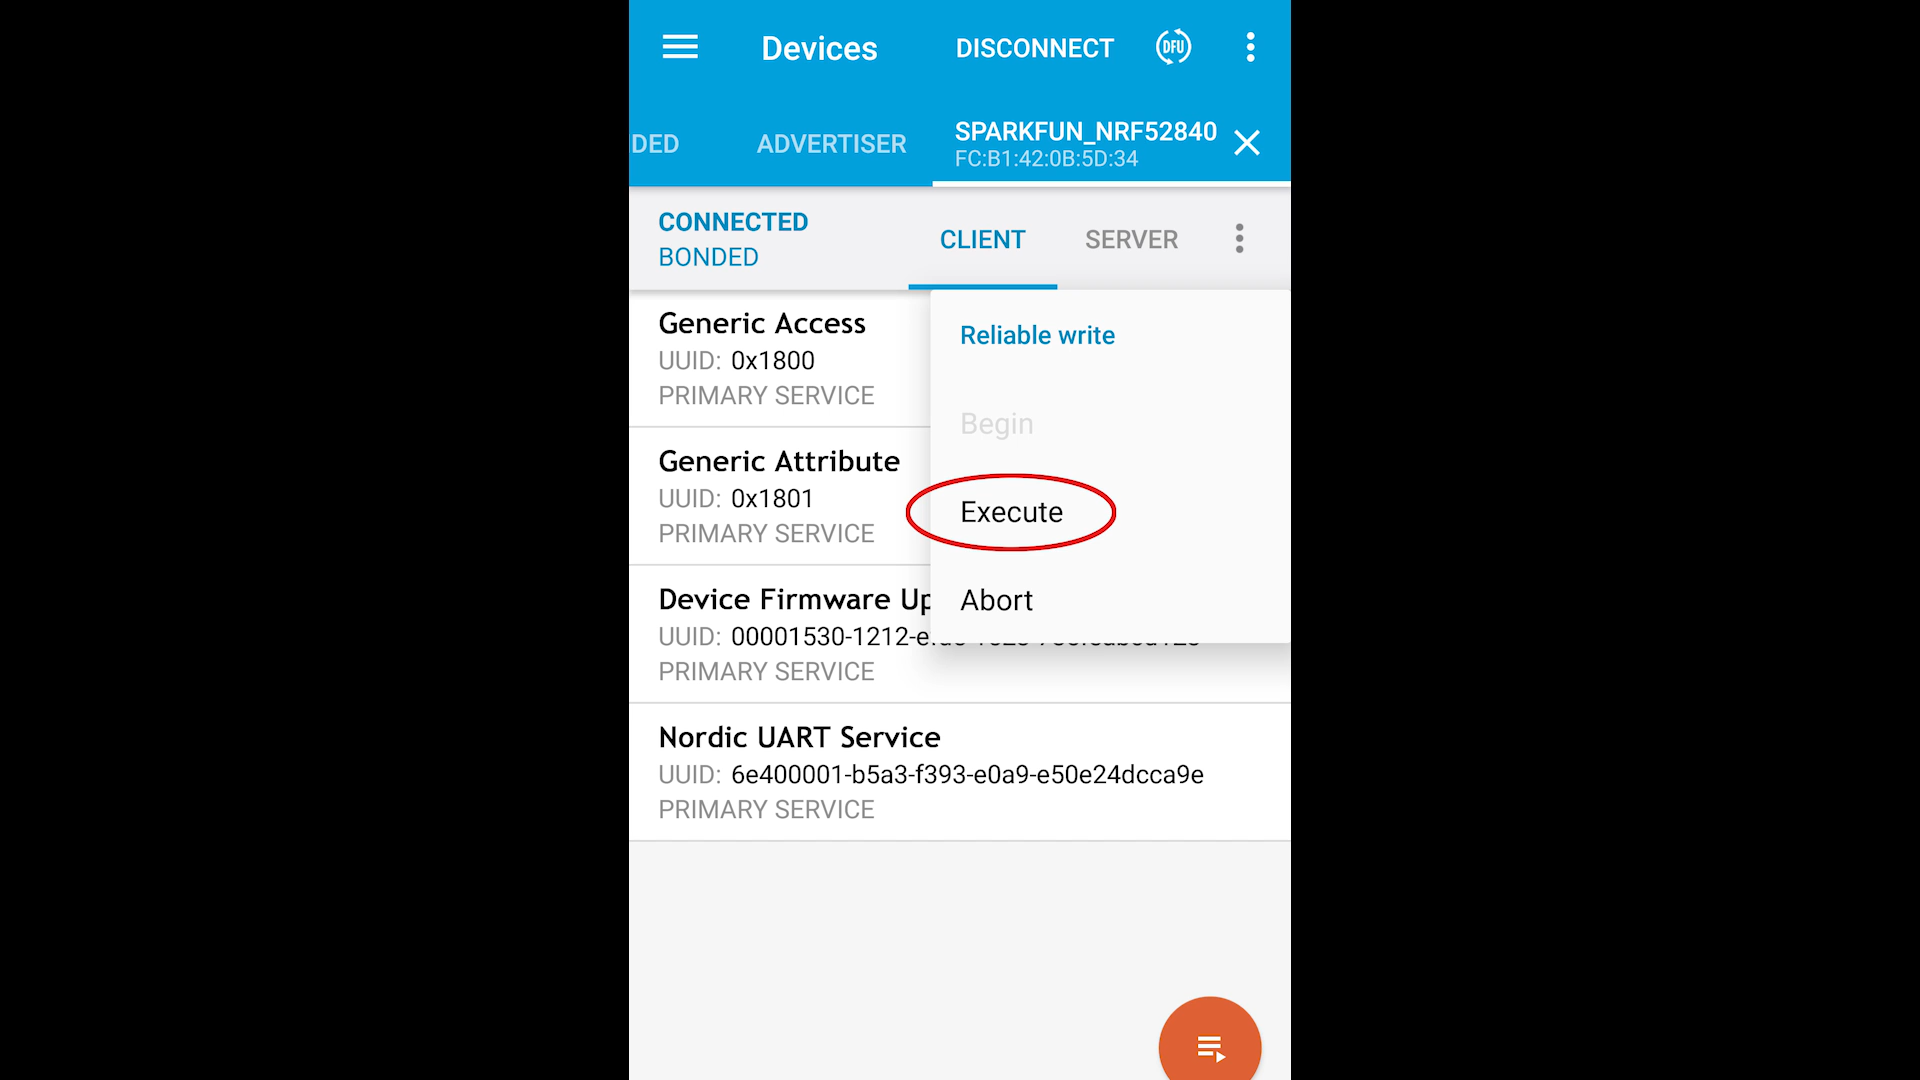 Devices
DISCONNECT
DFU
DED
ADVERTISER
SPARKFUN_NRF52840
FC:B1:42:0B:5D:34
CONNECTED
BONDED
CLIENT
SERVER
Generic Access
UUID: 0x1800
PRIMARY SERVICE
Generic Attribute
UUID: 0x1801
PRIMARY SERVICE
Device Firmware Up
UUID: 00001530-1212-
PRIMARY SERVICE
Nordic UART Service
UUID: 6e400001-b5a3-f393-e0a9-e50e24dcca9e
PRIMARY SERVICE
Reliable write
Begin
Execute
Abort